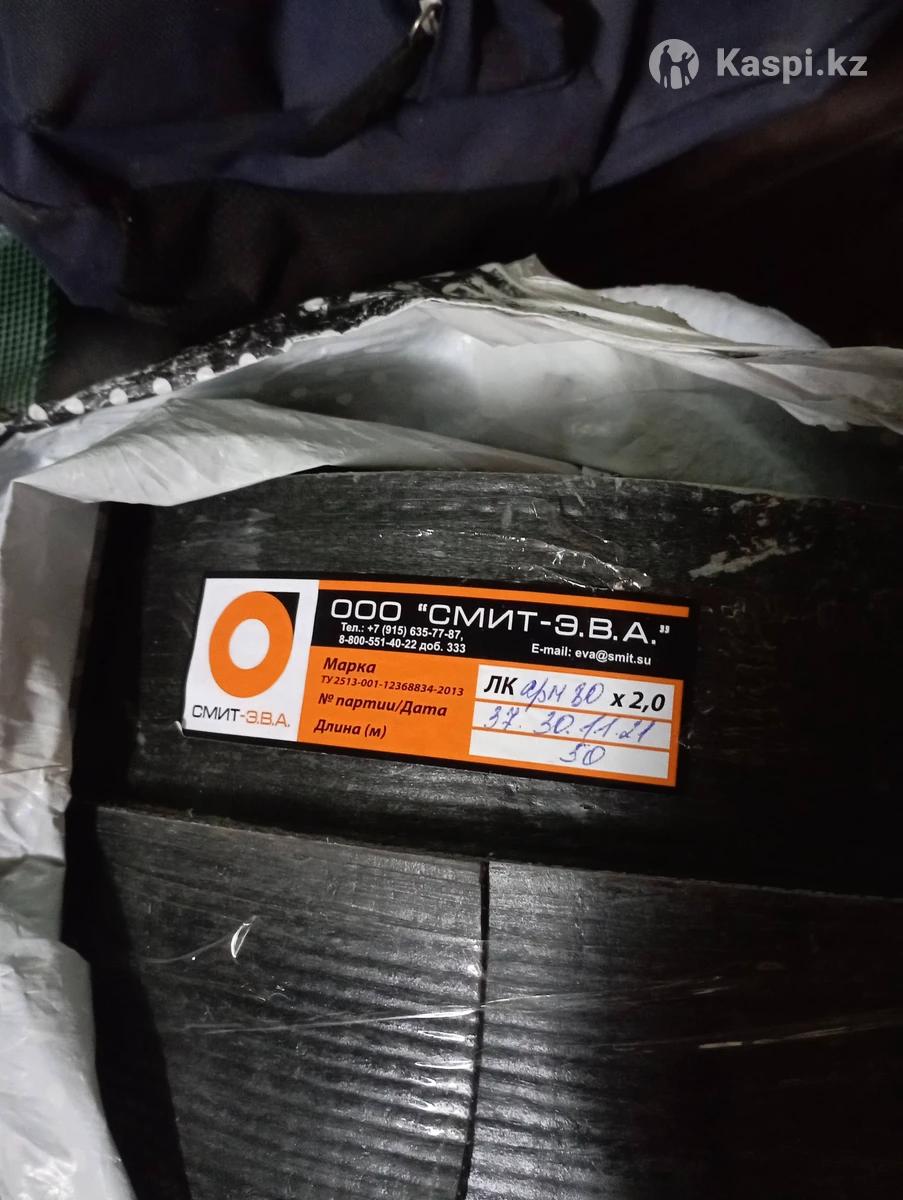 Kaspi.kz
ООО "СМИТ-Э.В.А."
Тел.: +7 (915) 635-77-87,
8-800-551-40-22 доб. 333
E-mail: eva@smit.su
СМИТ-Э.В.А.
Марка
ТУ 2513-001-12368834-2013
ЛК арм 80 x 2,0
№ партии/Дата
37. 30.11.21
Длина (м)
50